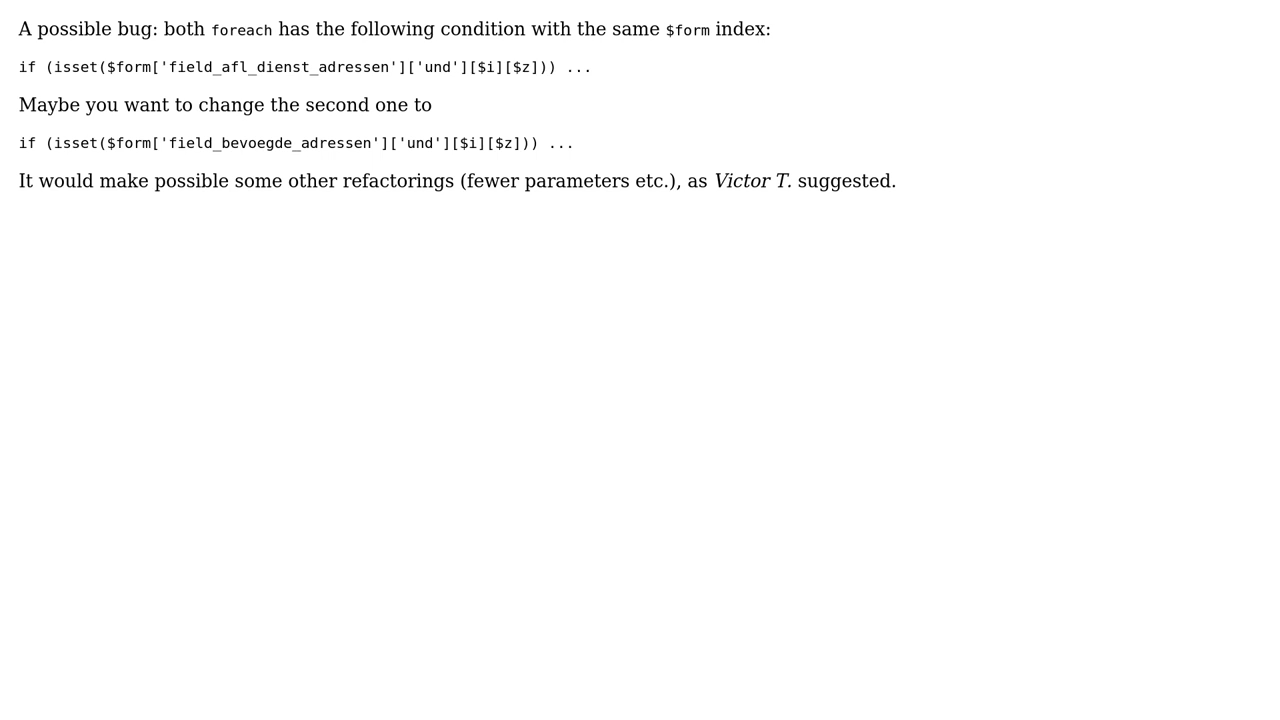 A possible bug: both foreach has the following condition with the same $form index:
if (isset($form['field_afl_dienst_adressen']['und'][$i][$z])) ...
Maybe you want to change the second one to
if (isset($form['field_bevoegde_adressen']['und'][$i][$z])) ...
It would make possible some other refactorings (fewer parameters etc.), as Victor T. suggested.